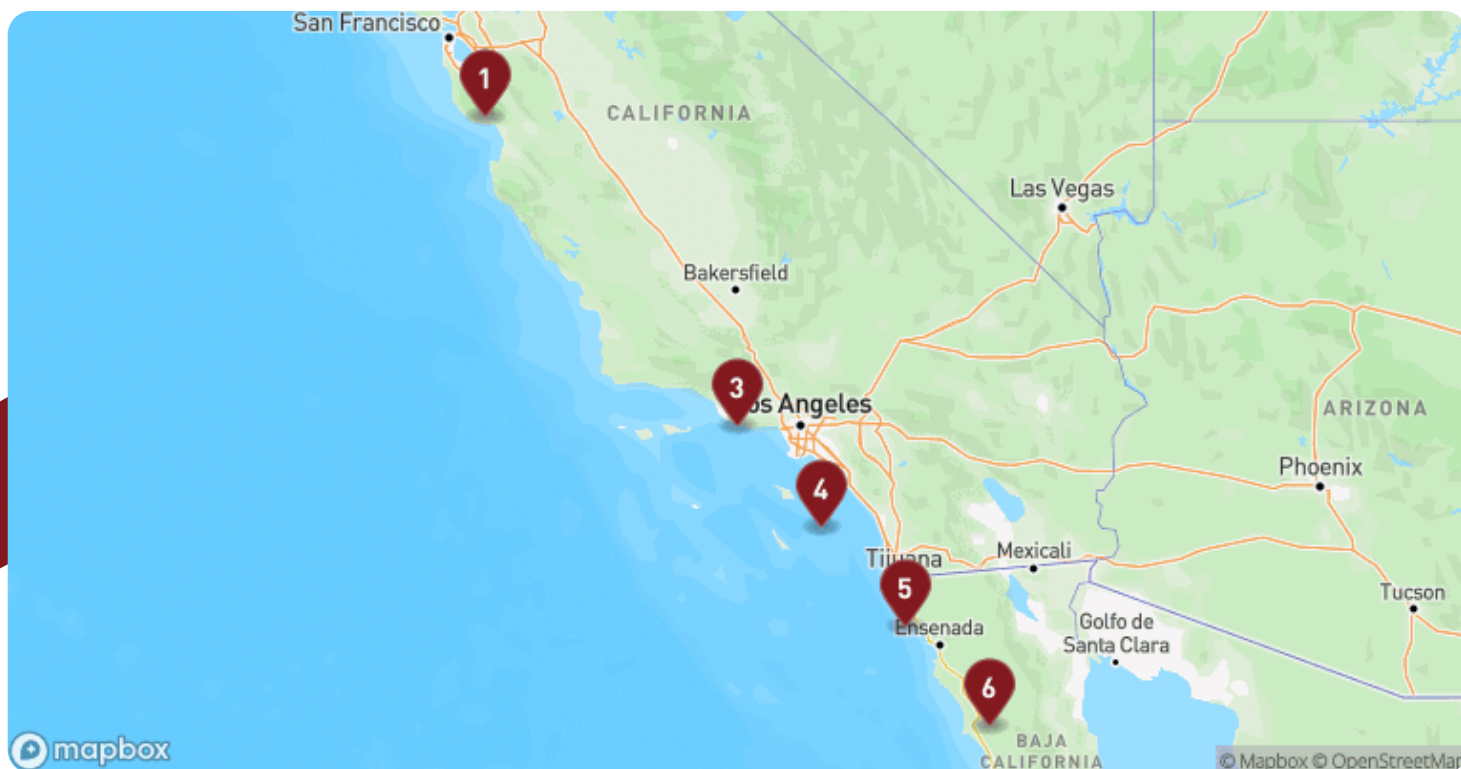 San Francisco
1
CALIFORNIA
Las Vegas
Bakersfield
3
os Angeles
ARIZONA
4
Phoenix
Tijuana
Mexicali
5
Tucson
Ensenada
Golfo de
Santa Clara
6
BAJA
CALIFORNIA
mapbox
© Mapbox © OpenStreetMap